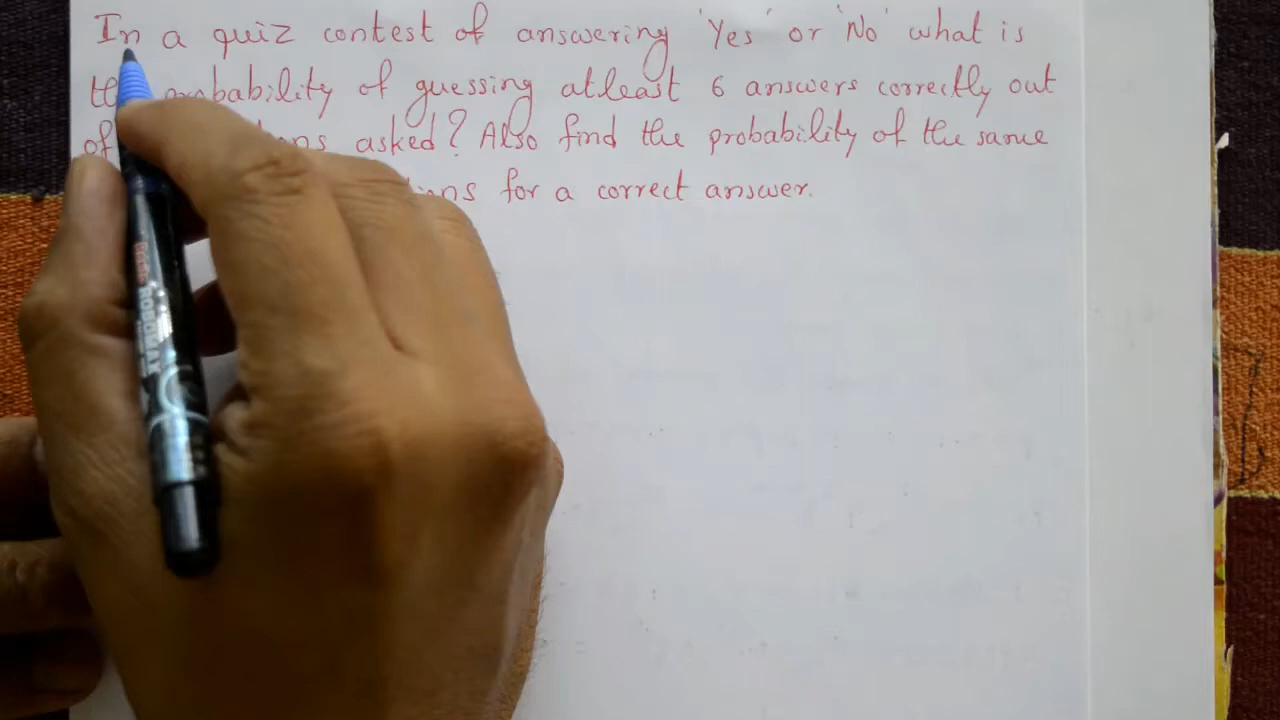 In a quiz contest of answering 'Yes' or 'No' what is
probability of guessing atleast 6 answers correctly out
of asked? Also find the probability of the same
for a correct answer.